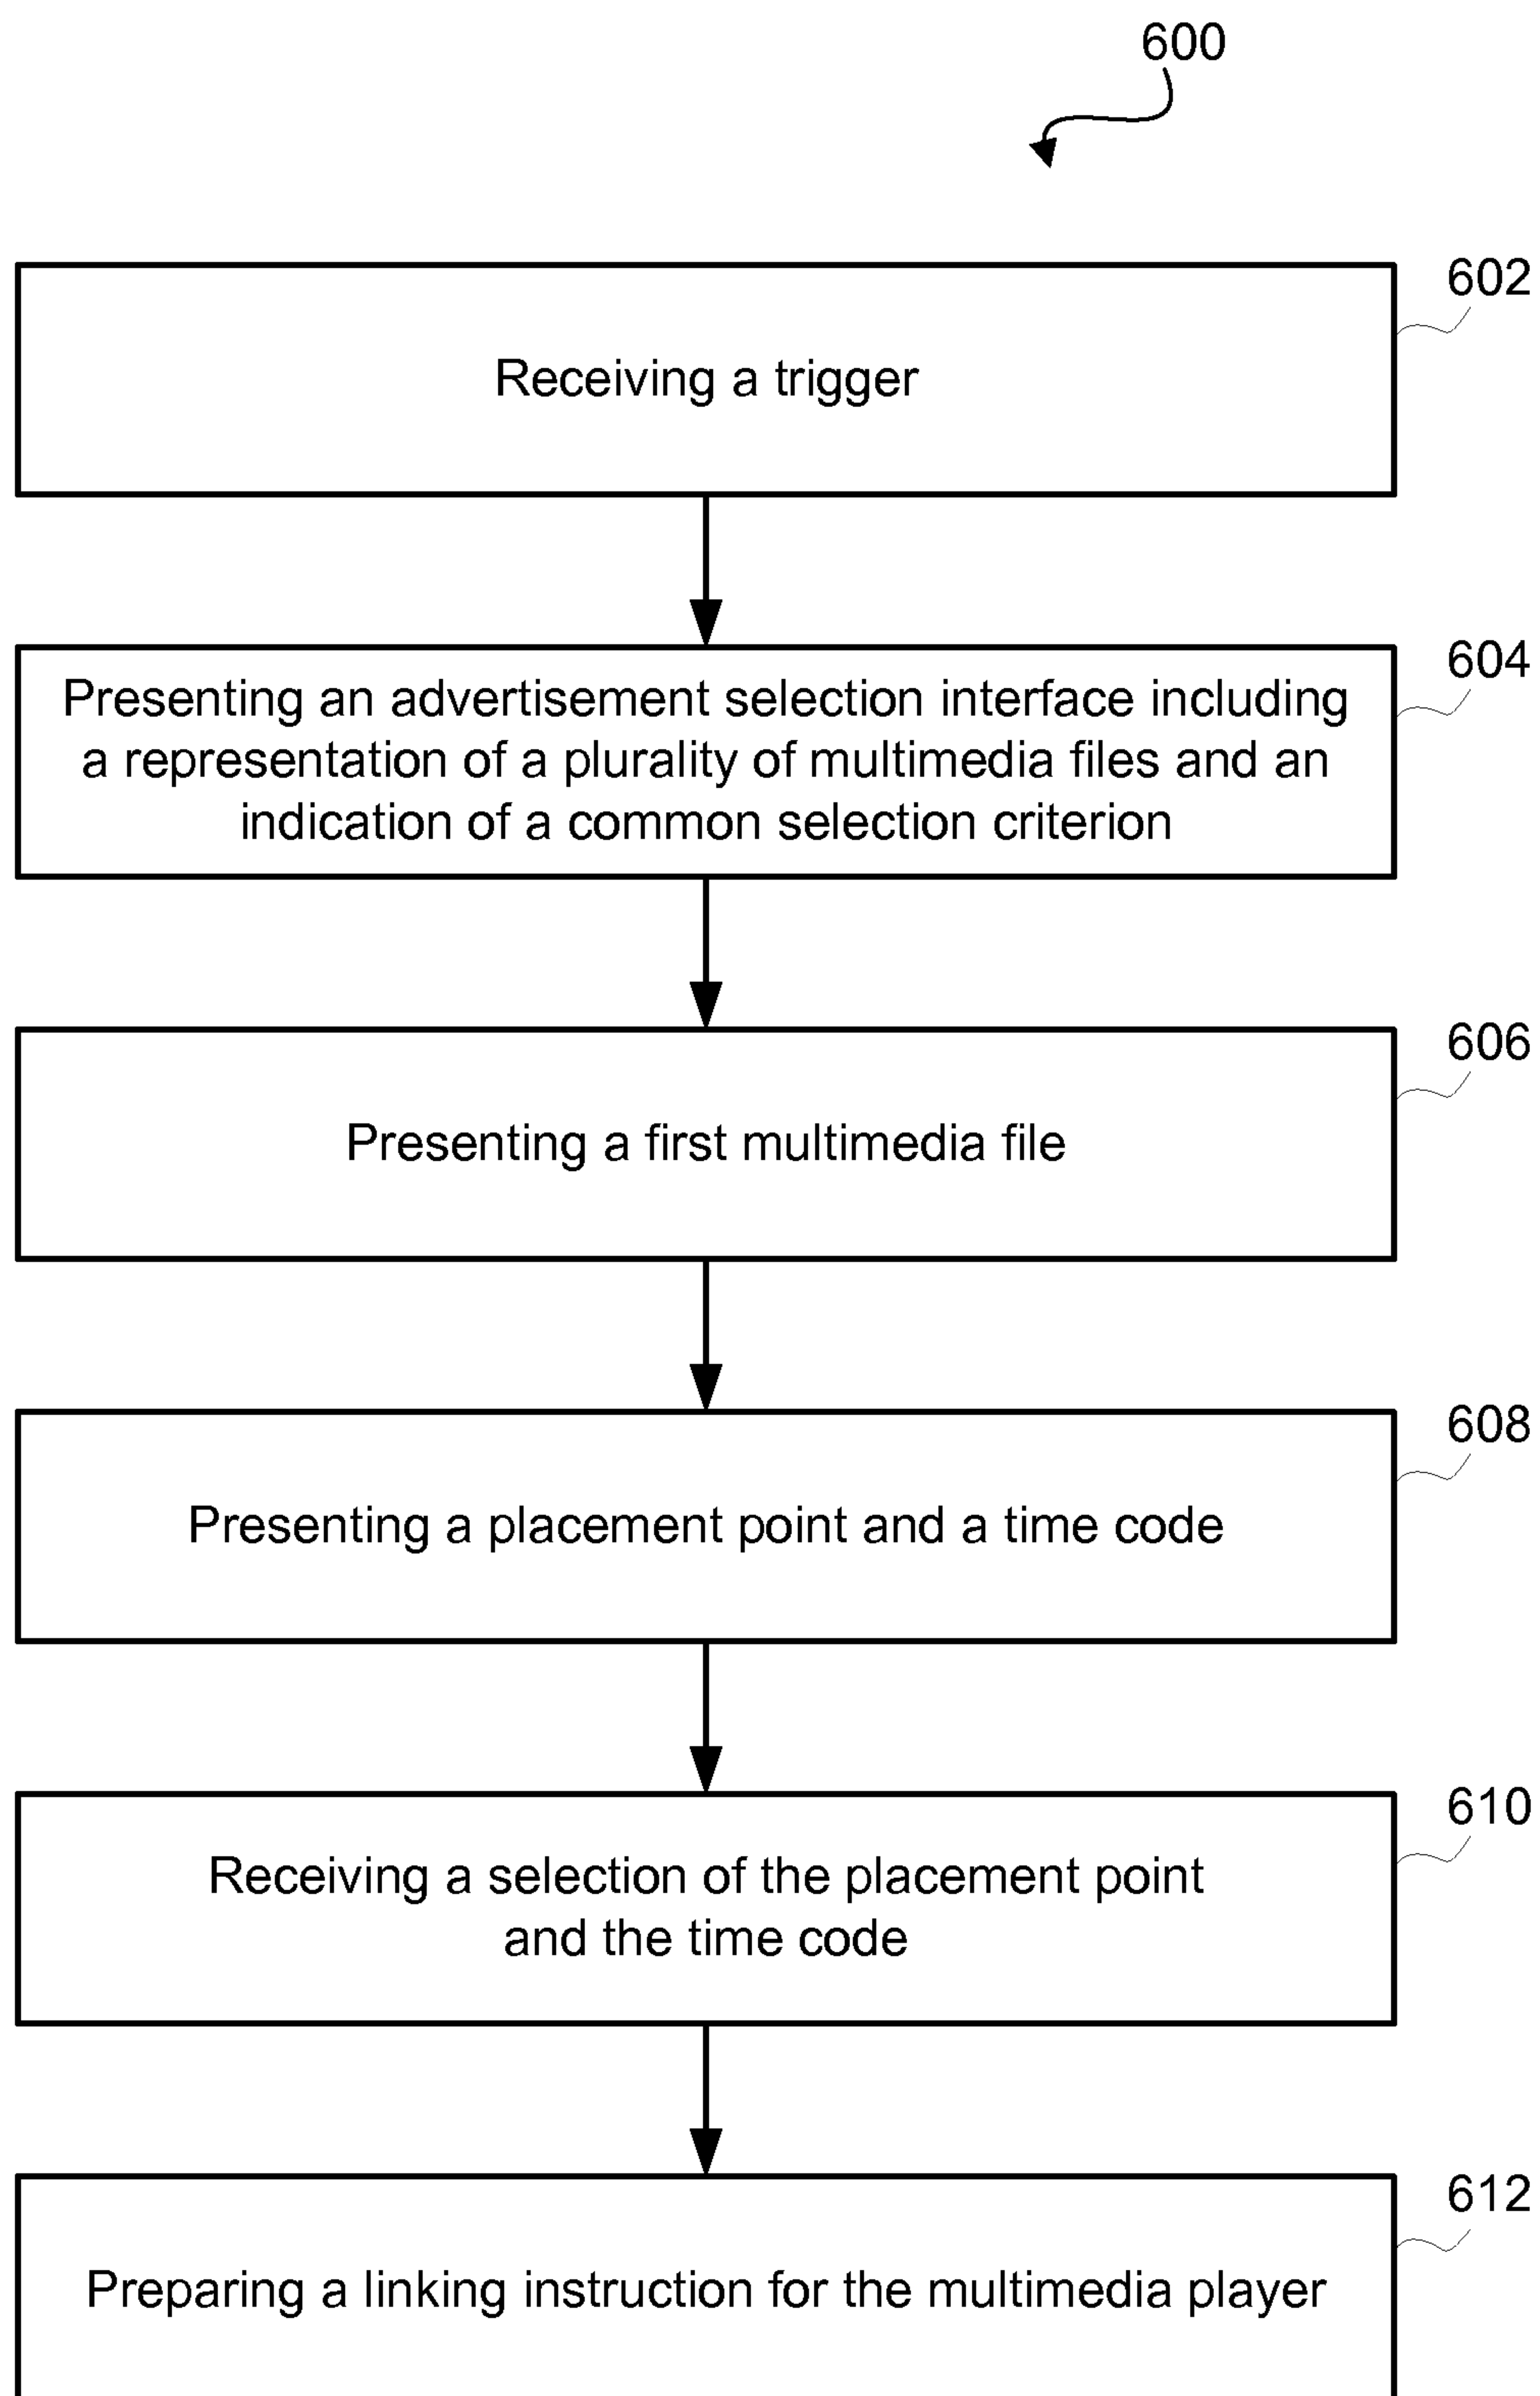 600
602
Receiving a trigger
604
Presenting an advertisement selection interface including
a representation of a plurality of multimedia files and an
indication of a common selection criterion
606
Presenting a first multimedia file
608
Presenting a placement point and a time code
610
Receiving a selection of the placement point
and the time code
612
Preparing a linking instruction for the multimedia player